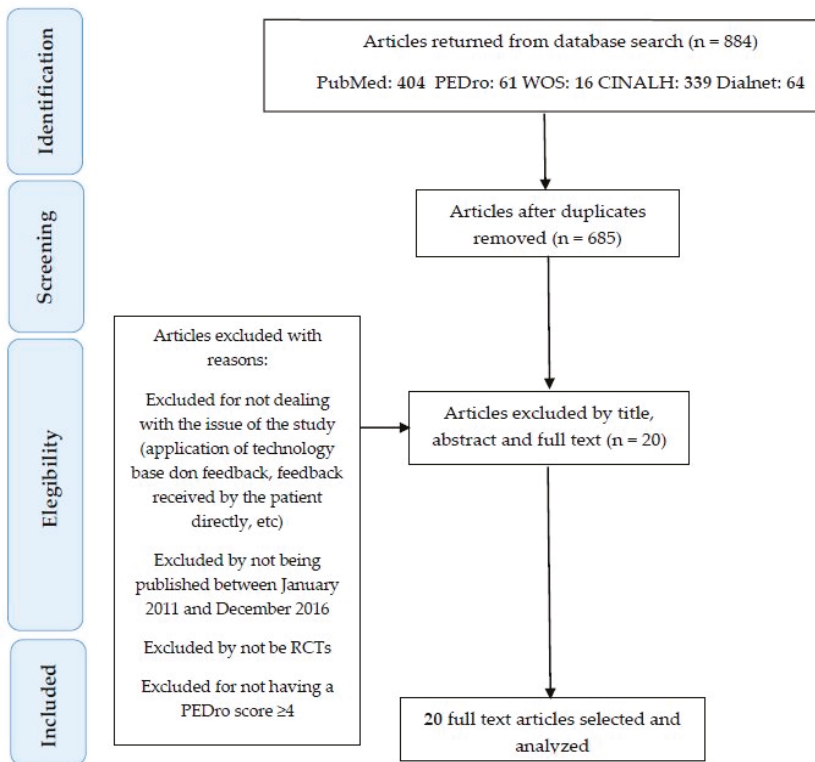 Identification
Articles returned from database search (n = 884)
PubMed: 404 PEDro: 61 WOS: 16 CINALH: 339 Dialnet: 64
Screening
Articles after duplicates
removed (n = 685)
Elegibility
Articles excluded with
reasons:
Excluded for not dealing
with the issue of the study
(application of technology
base don feedback, feedback
received by the patient
directly, etc)
Excluded by not being
published between January
2011 and December 2016
Excluded by not be RCTs
Excluded for not having a
PEDro score ≥4
Articles excluded by title,
abstract and full text (n = 20)
Included
20 full text articles selected and
analyzed